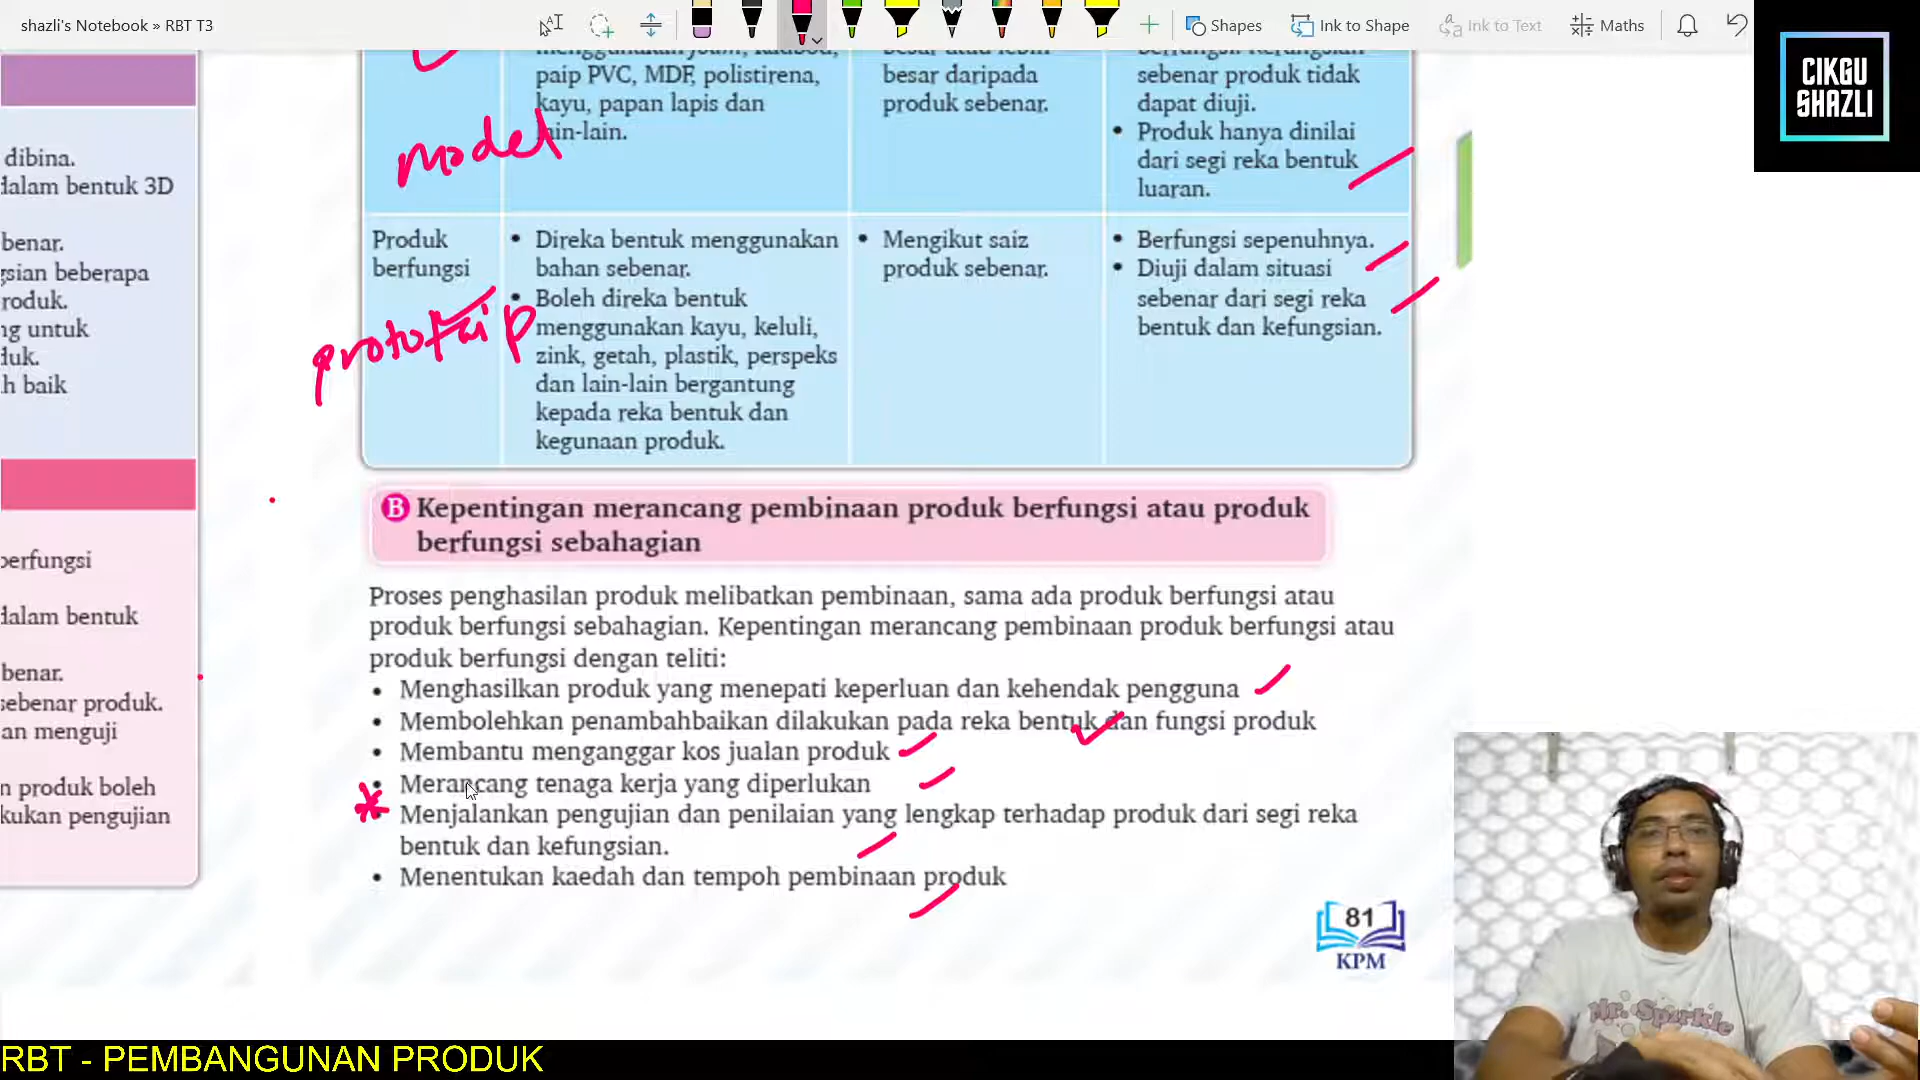 shazli's Notebook » RBT T3
Shapes
Ink to Shape
Ink to Text
Maths
CIKGU
SHAZLI
dibina.
dalam bentuk 3D
benar.
gsian beberapa
roduk.
ng untuk
duk.
h baik
berfungsi
dalam bentuk
benar.
sebenar produk.
an menguji
n produk boleh
kukan pengujian
paip PVC, MDF, polistirena,
kayu, papan lapis dan
lain-lain.
model
besar atau lebih
besar daripada
produk sebenar.
sebenar produk tidak
dapat diuji.
• Produk hanya dinilai
dari segi reka bentuk
luaran.
Produk
berfungsi
prototaip
• Direka bentuk menggunakan
bahan sebenar.
• Boleh direka bentuk
menggunakan kayu, keluli,
zink, getah, plastik, perspeks
dan lain-lain bergantung
kepada reka bentuk dan
kegunaan produk.
• Mengikut saiz
produk sebenar.
• Berfungsi sepenuhnya.
• Diuji dalam situasi
sebenar dari segi reka
bentuk dan kefungsian.
B Kepentingan merancang pembinaan produk berfungsi atau produk
berfungsi sebahagian
Proses penghasilan produk melibatkan pembinaan, sama ada produk berfungsi atau
produk berfungsi sebahagian. Kepentingan merancang pembinaan produk berfungsi atau
produk berfungsi dengan teliti:
• Menghasilkan produk yang menepati keperluan dan kehendak pengguna
• Membolehkan penambahbaikan dilakukan pada reka bentuk dan fungsi produk
• Membantu menganggar kos jualan produk
• Merancang tenaga kerja yang diperlukan
• Menjalankan pengujian dan penilaian yang lengkap terhadap produk dari segi reka
bentuk dan kefungsian.
• Menentukan kaedah dan tempoh pembinaan produk
81
KPM
Mr. Sparkle
RBT - PEMBANGUNAN PRODUK